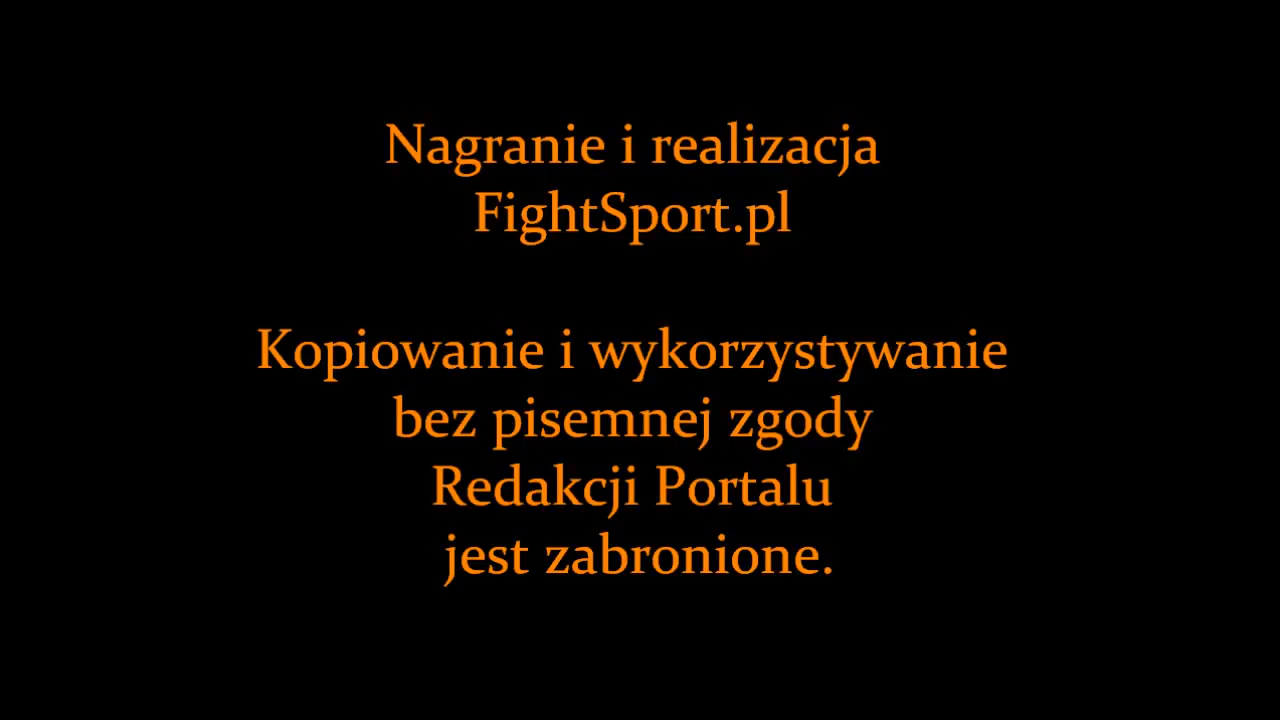 Nagranie i realizacja
FightSport.pl
Kopiowanie i wykorzystywanie
bez pisemnej zgody
Redakcji Portalu
jest zabronione.